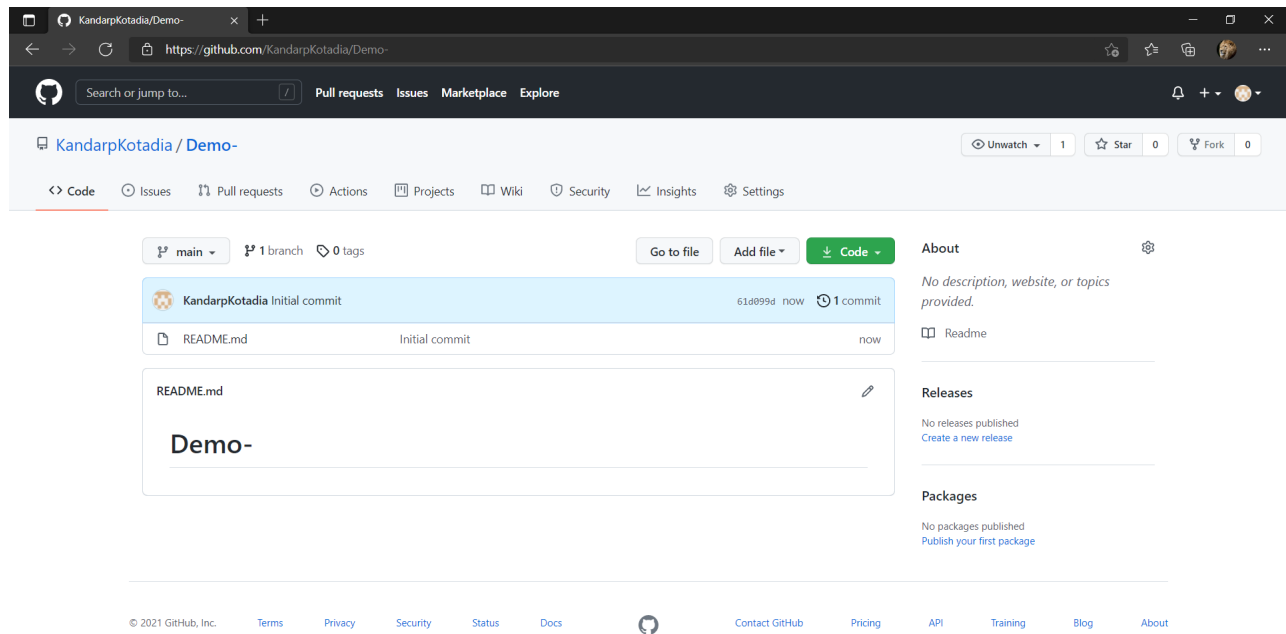 KandarpKotadia/Demo-
https://github.com/KandarpKotadia/Demo-
Search or jump to... / Pull requests Issues Marketplace Explore
KandarpKotadia / Demo- Unwatch 1 Star 0 Fork 0
<> Code Issues Pull requests Actions Projects Wiki Security Insights Settings
main 1 branch 0 tags Go to file Add file Code
KandarpKotadia Initial commit 61d099d now 1 commit
README.md Initial commit now
README.md
Demo-
About
No description, website, or topics
provided.
Readme
Releases
No releases published
Create a new release
Packages
No packages published
Publish your first package
© 2021 GitHub, Inc. Terms Privacy Security Status Docs Contact GitHub Pricing API Training Blog About